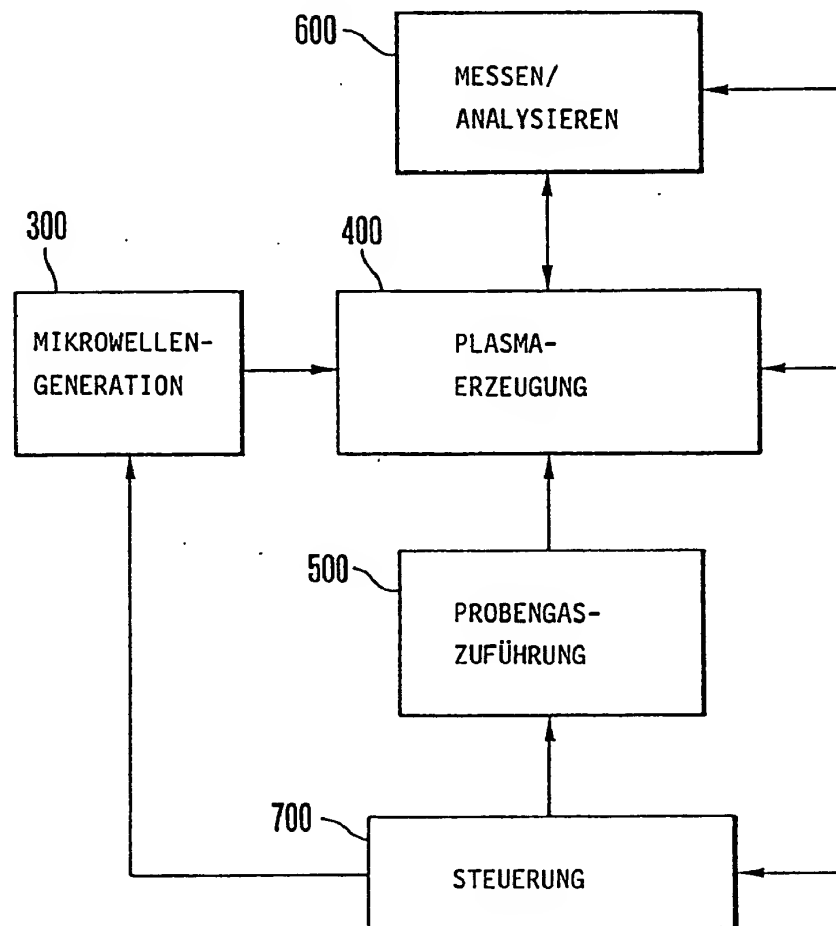 600
MESSEN/
ANALYSIEREN
300
400
MIKROWELLEN-
GENERATION
PLASMA-
ERZEUGUNG
500
PROBENGAS-
ZUFÜHRUNG
700
STEUERUNG